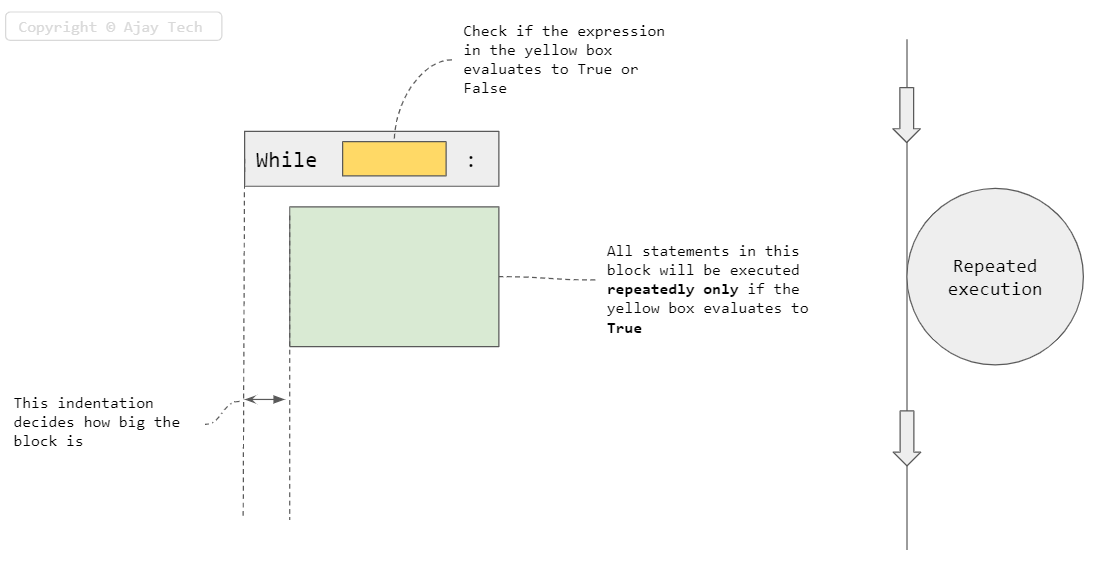 Copyright © Ajay Tech
Check if the expression
in the yellow box
evaluates to True or
False
While :
All statements in this
block will be executed
repeatedly only if the
yellow box evaluates to
True
Repeated
execution
This indentation
decides how big the
block is